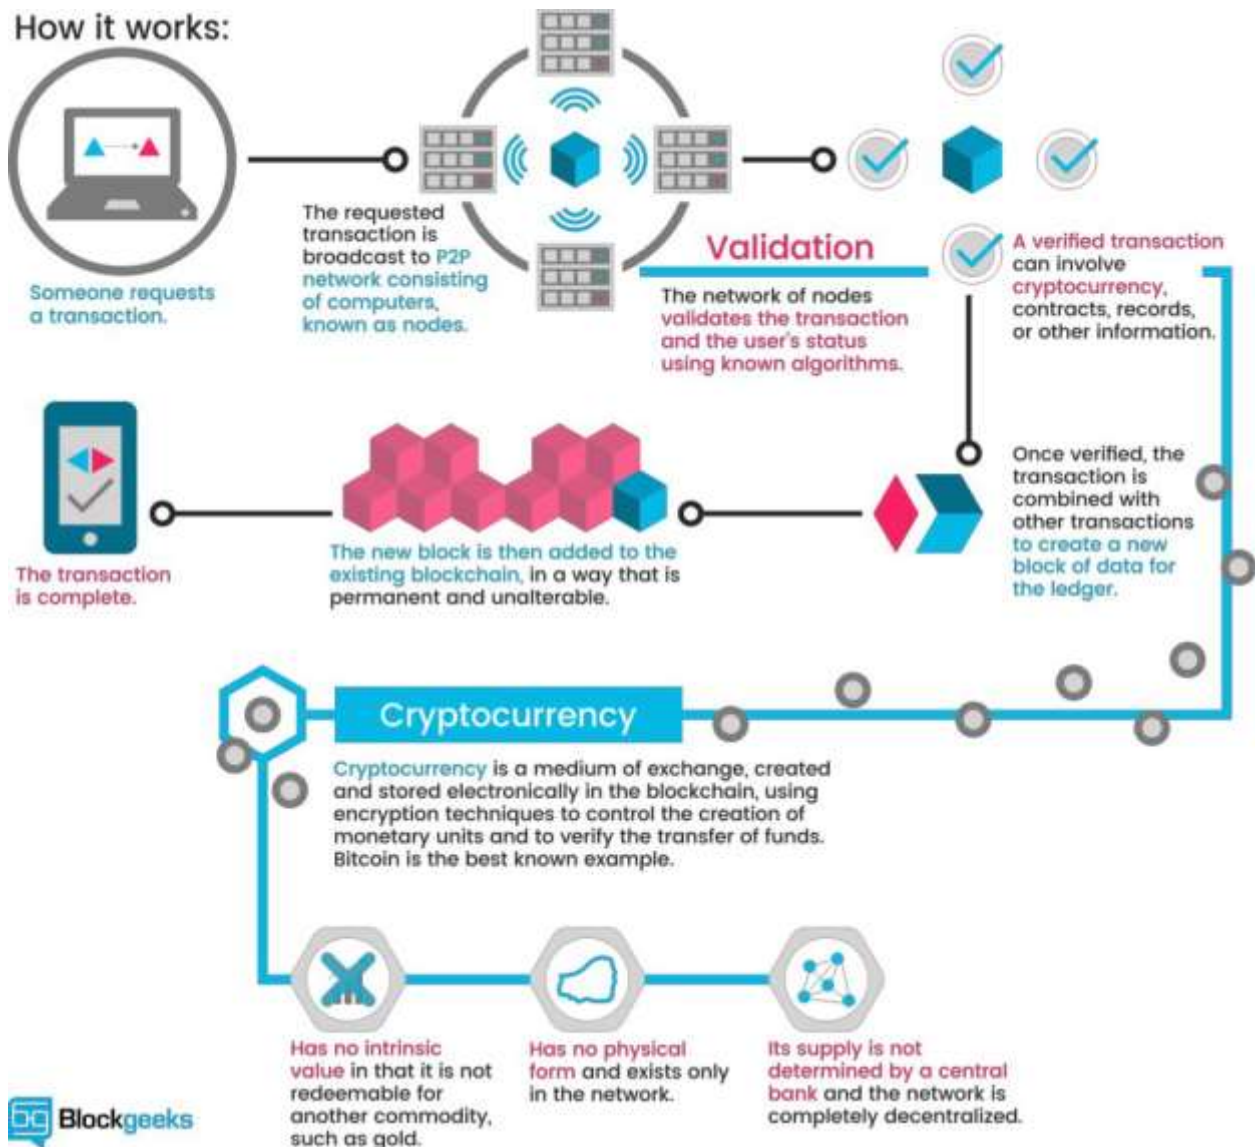 How it works:
Someone requests
a transaction.
The requested
transaction is
broadcast to P2P
network consisting
of computers,
known as nodes.
Validation
The network of nodes
validates the transaction
and the user's status
using known algorithms.
A verified transaction
can involve
cryptocurrency,
contracts, records,
or other information.
Once verified, the
transaction is
combined with
other transactions
to create a new
block of data for
the ledger.
The new block is then added to the
existing blockchain, in a way that is
permanent and unalterable.
The transaction
is complete.
Cryptocurrency
Cryptocurrency is a medium of exchange, created
and stored electronically in the blockchain, using
encryption techniques to control the creation of
monetary units and to verify the transfer of funds.
Bitcoin is the best known example.
Has no intrinsic
value in that it is not
redeemable for
another commodity,
such as gold.
Has no physical
form and exists only
in the network.
Its supply is not
determined by a central
bank and the network is
completely decentralized.
Blockgeeks